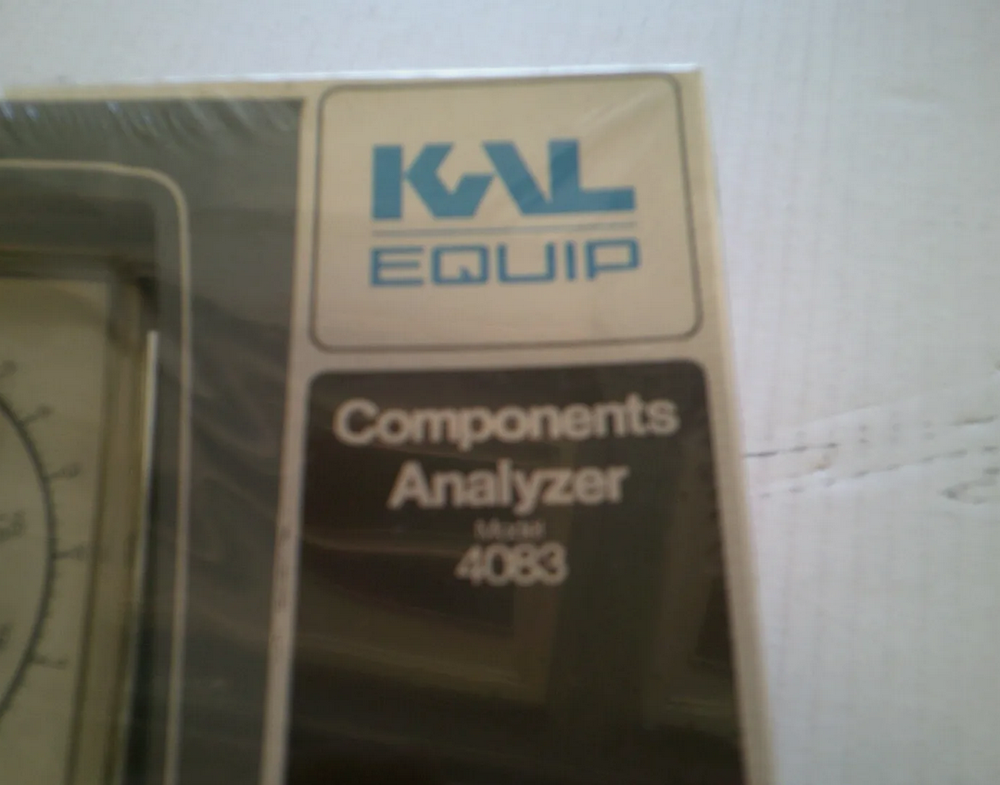 KAL
EQUIP
Components
Analyzer
Model
4083